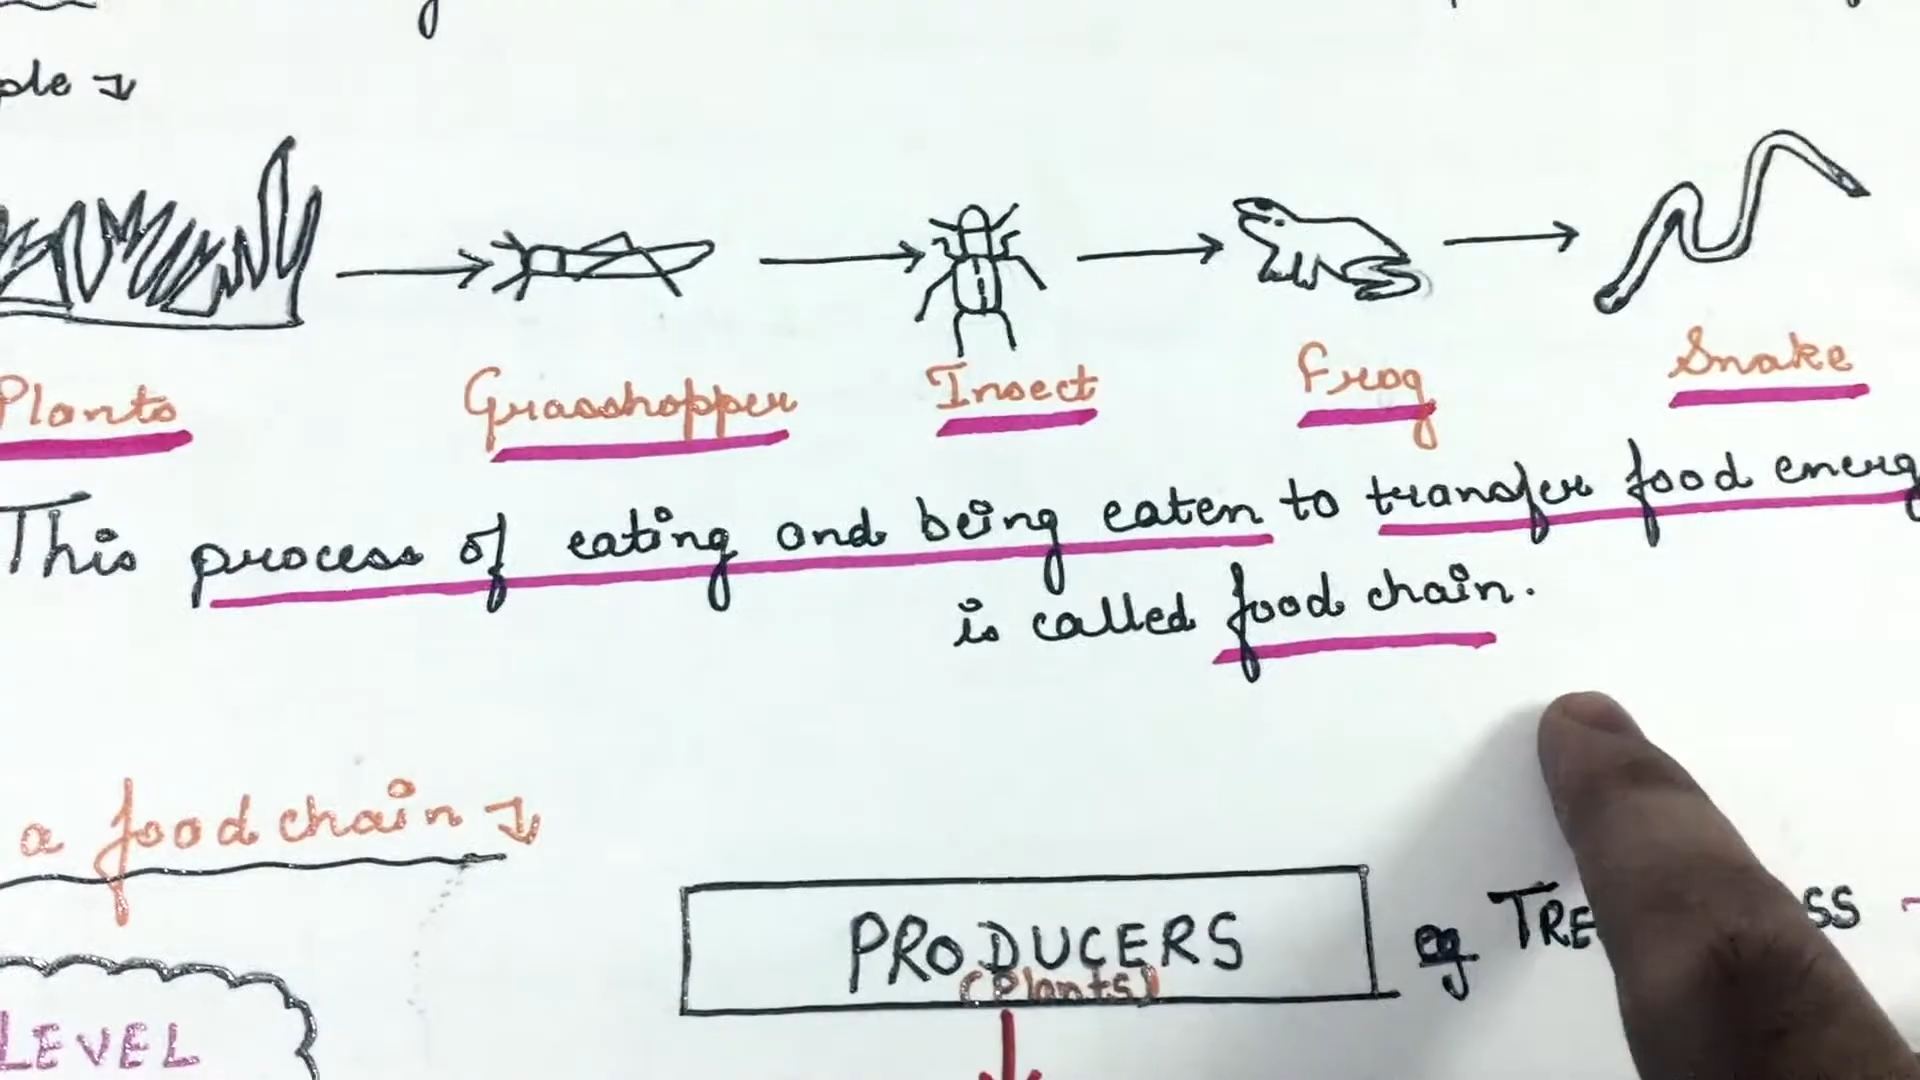 ple
Plants Grasshopper Insect Frog Snake
This process of eating and being eaten to transfer food energ
is called food chain.
a food chain
PRODUCERS eg TRE SS
(Plants)
LEVEL